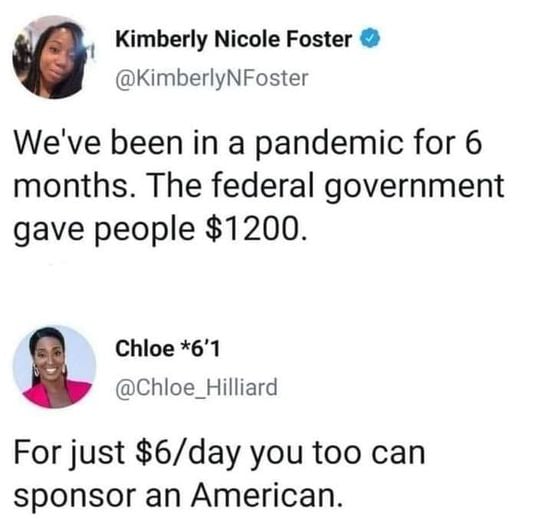 Kimberly Nicole Foster
@KimberlyNFoster
We've been in a pandemic for 6
months. The federal government
gave people $1200.
Chloe *6'1
@Chloe_Hilliard
For just $6/day you too can
sponsor an American.